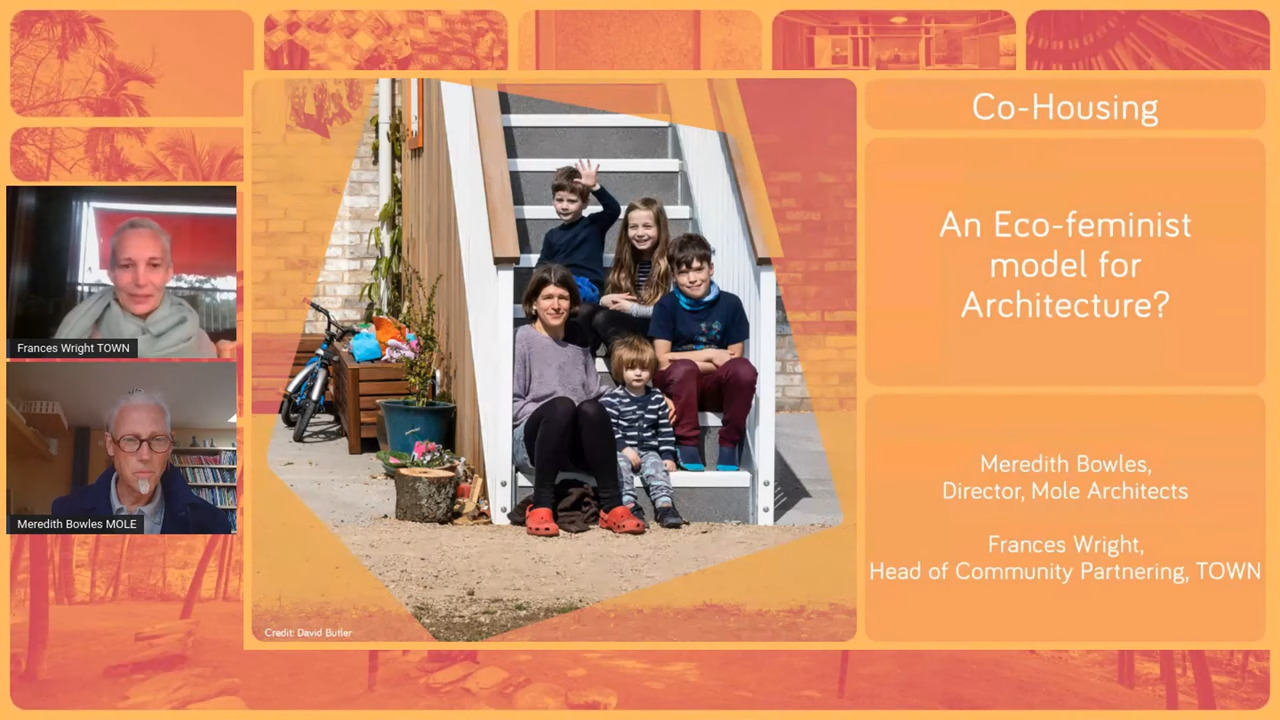 Co-Housing
An Eco-feminist
model for
Architecture?
Meredith Bowles,
Director, Mole Architects
Frances Wright,
Head of Community Partnering, TOWN
Frances Wright TOWN
Meredith Bowles MOLE
Credit: David Butler